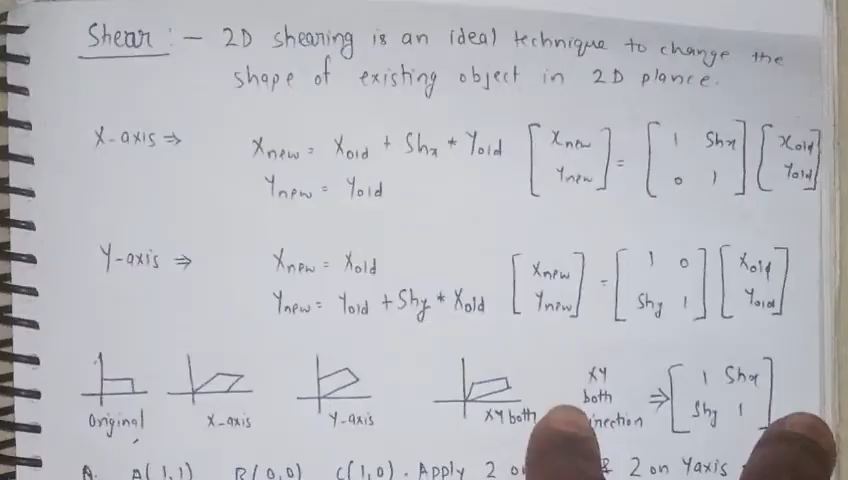 Shear :- 2D shearing is an ideal technique to change the
shape of existing object in 2D plance.
X-axis ⇒ Xnew = Xold + Shx * Yold [Xnew Ynew] = [1 Shx 0 1] [Xold Yold]
Ynew = Yold
Y-axis ⇒ Xnew = Xold [Xnew Ynew] = [1 0 Shy 1] [Xold Yold]
Ynew = Yold + Shy * Xold
Original X-axis Y-axis XY both
XY
both ⇒ [1 Shx Shy 1]
A(1,1) B(0,0) C(1,0). Apply 2 2 on Yaxis